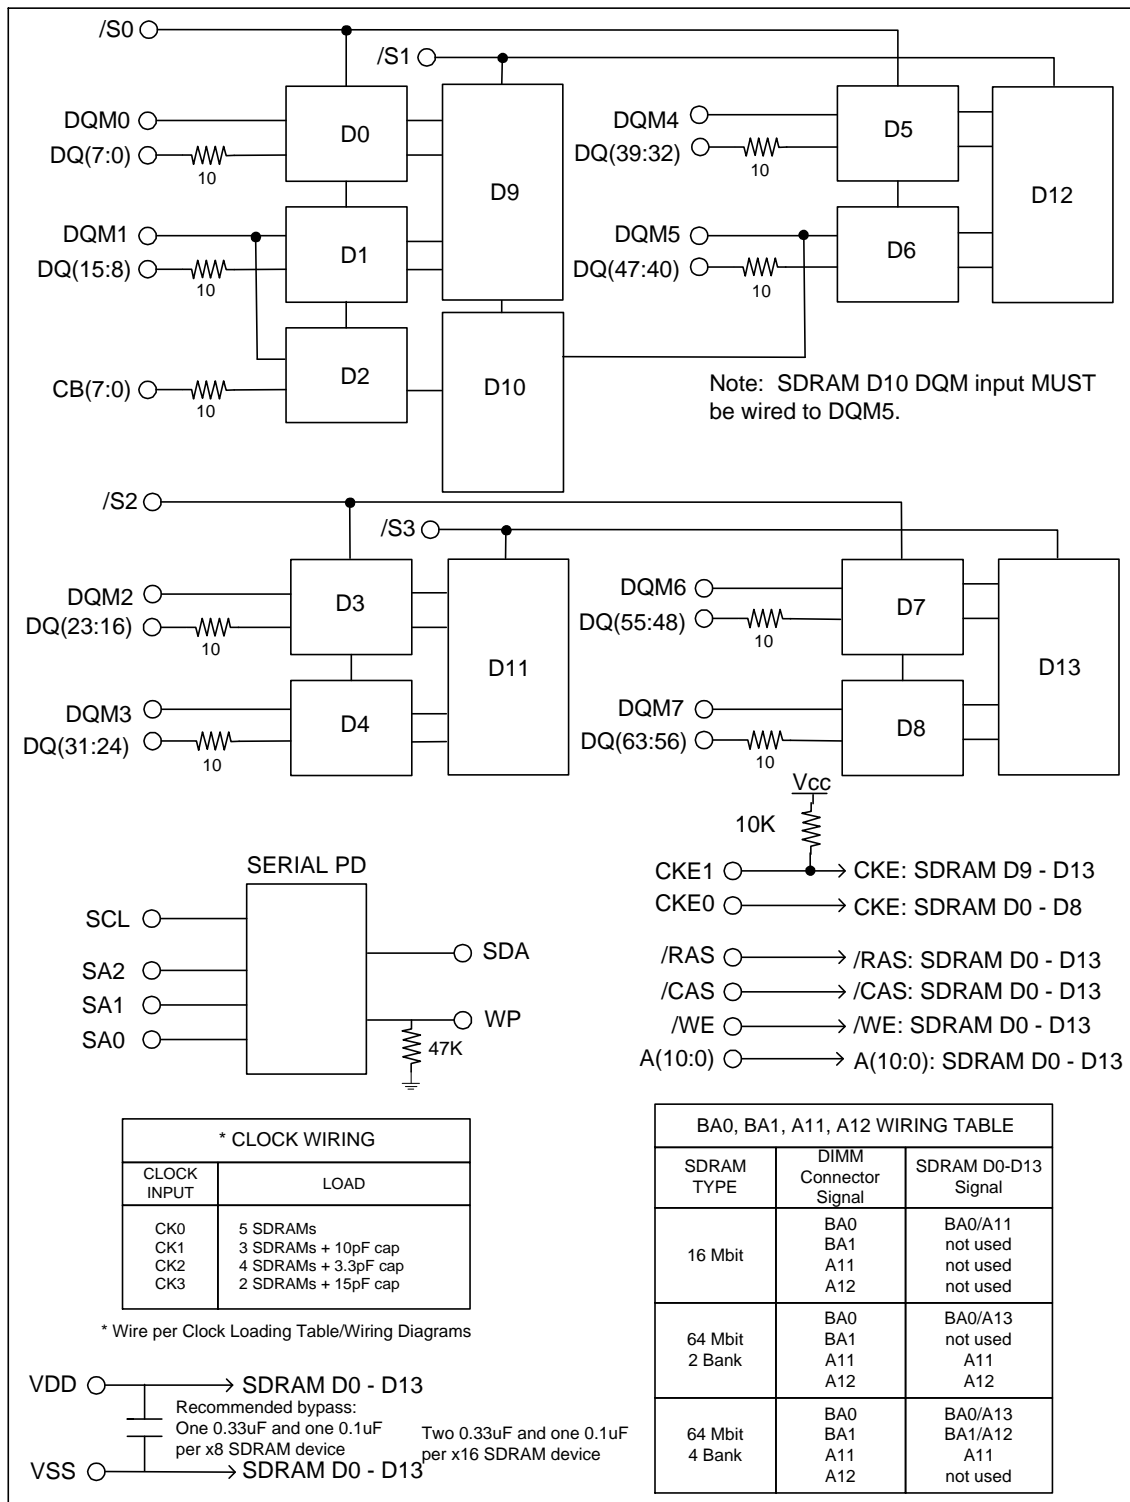 /S0
/S1
DQM0
D0
DQ(7:0)
10
D9
DQM4
D5
DQ(39:32)
10
D12
DQM1
D1
DQ(15:8)
10
DQM5
D6
DQ(47:40)
10
D2
CB(7:0)
10
D10
Note: SDRAM D10 DQM input MUST
be wired to DQM5.
/S2
/S3
DQM2
D3
DQ(23:16)
10
D11
DQM6
D7
DQ(55:48)
10
D13
DQM3
D4
DQ(31:24)
10
DQM7
D8
DQ(63:56)
10
Vcc
10K
CKE1
CKE: SDRAM D9 - D13
CKE0
CKE: SDRAM D0 - D8
/RAS
/RAS: SDRAM D0 - D13
/CAS
/CAS: SDRAM D0 - D13
/WE
/WE: SDRAM D0 - D13
A(10:0)
A(10:0): SDRAM D0 - D13
SERIAL PD
SCL
SA2
SA1
SA0
SDA
WP
47K
* CLOCK WIRING
CLOCK
INPUT
LOAD
CK0 5 SDRAMs
CK1 3 SDRAMs + 10pF cap
CK2 4 SDRAMs + 3.3pF cap
CK3 2 SDRAMs + 15pF cap
* Wire per Clock Loading Table/Wiring Diagrams
BA0, BA1, A11, A12 WIRING TABLE
SDRAM
TYPE
DIMM
Connector
Signal
SDRAM D0-D13
Signal
16 Mbit
BA0 BA0/A11
BA1 not used
A11 not used
A12 not used
64 Mbit
2 Bank
BA0 BA0/A13
BA1 not used
A11 A11
A12 A12
64 Mbit
4 Bank
BA0 BA0/A13
BA1 BA1/A12
A11 A11
A12 not used
VDD
SDRAM D0 - D13
Recommended bypass:
One 0.33uF and one 0.1uF
per x8 SDRAM device
Two 0.33uF and one 0.1uF
per x16 SDRAM device
VSS
SDRAM D0 - D13